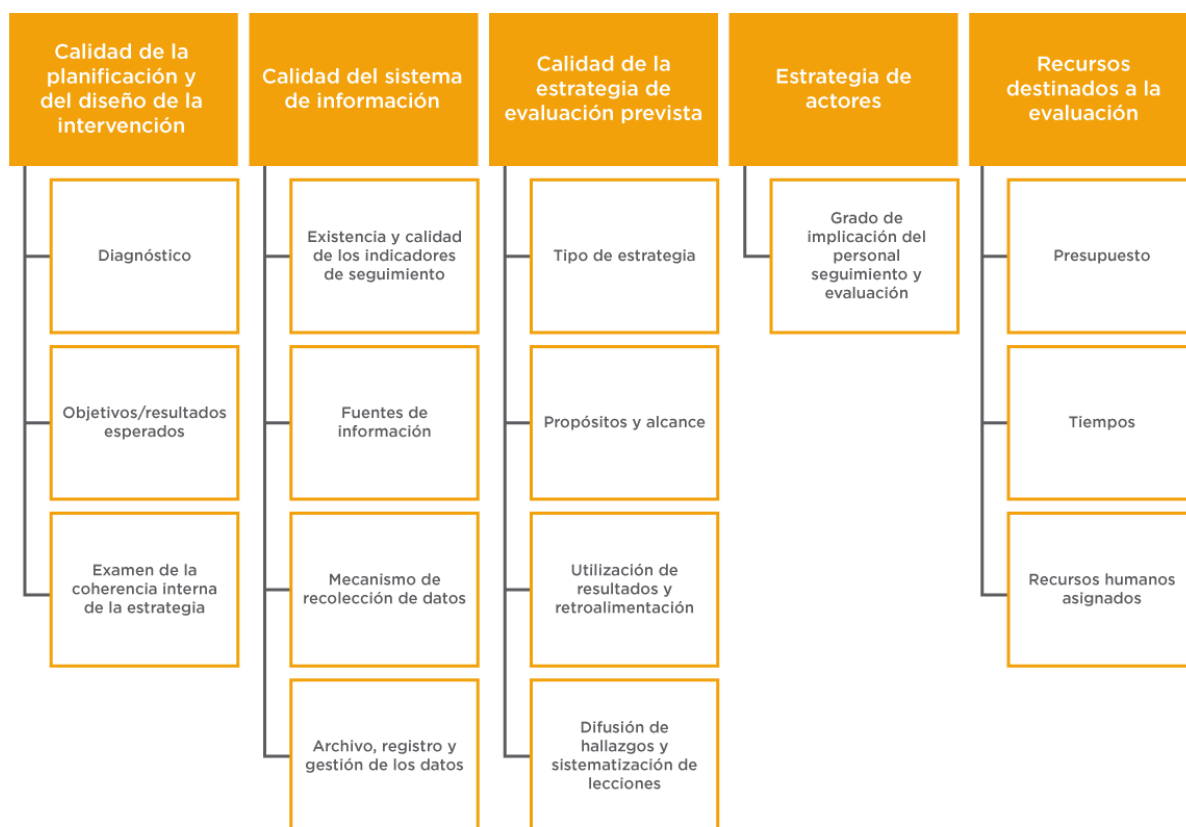 Calidad de la
planificación y
del diseño de la
intervención
Diagnóstico
Objetivos/resultados
esperados
Examen de la
coherencia interna
de la estrategia
Calidad del sistema
de información
Existencia y calidad
de los indicadores
de seguimiento
Fuentes de
información
Mecanismo de
recolección de datos
Archivo, registro y
gestión de los datos
Calidad de la
estrategia de
evaluación prevista
Tipo de estrategia
Propósitos y alcance
Utilización de
resultados y
retroalimentación
Difusión de
hallazgos y
sistematización de
lecciones
Estrategia de
actores
Grado de
implicación del
personal
seguimiento y
evaluación
Recursos
destinados a la
evaluación
Presupuesto
Tiempos
Recursos humanos
asignados